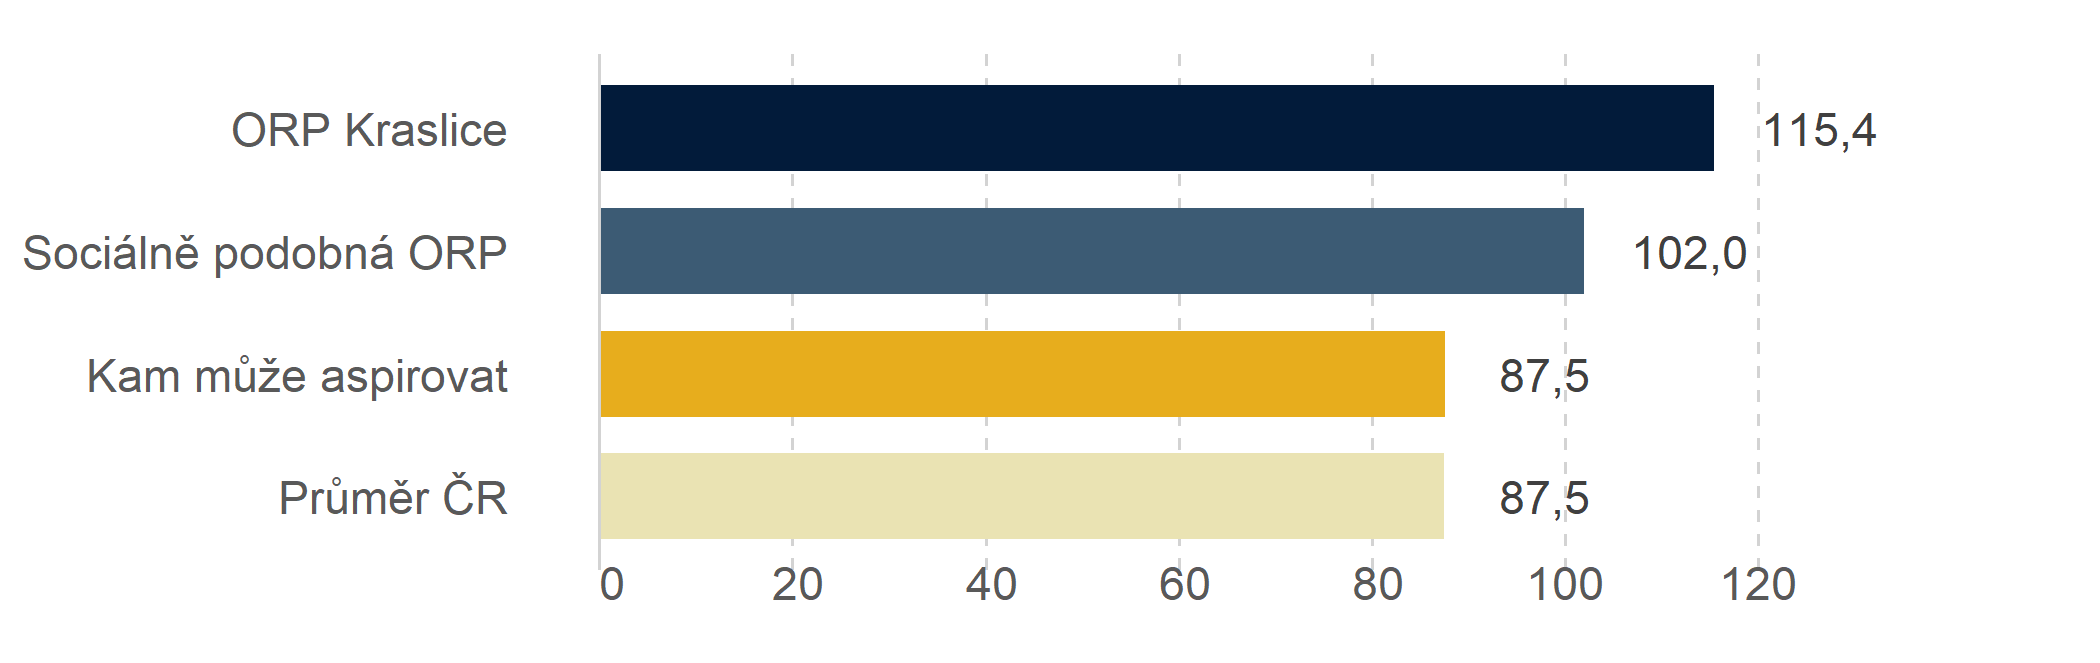 ORP Kraslice 115,4
Sociálně podobná ORP 102,0
Kam může aspirovat 87,5
Průměr ČR 87,5
0 20 40 60 80 100 120